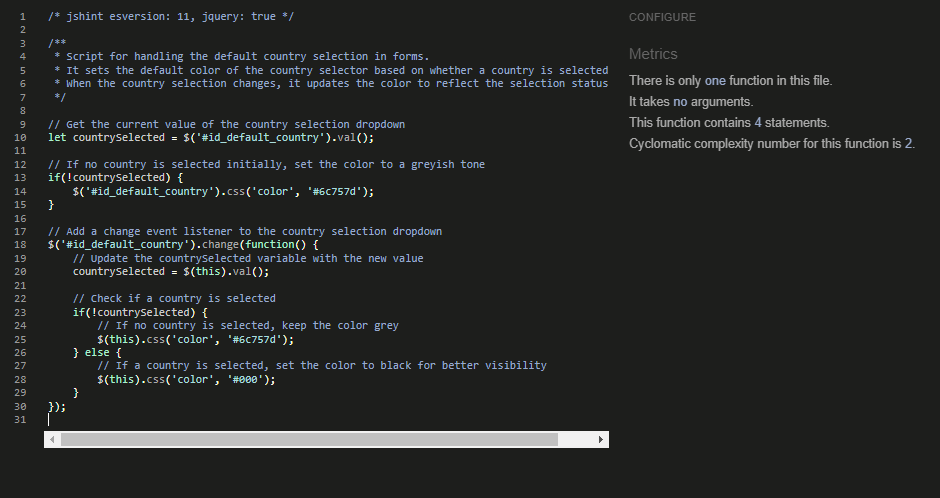 1 /* jshint esversion: 11, jquery: true */
2
3 /**
4  * Script for handling the default country selection in forms.
5  * It sets the default color of the country selector based on whether a country is selected
6  * When the country selection changes, it updates the color to reflect the selection status
7  */
8
9 // Get the current value of the country selection dropdown
10 let countrySelected = $('#id_default_country').val();
11
12 // If no country is selected initially, set the color to a greyish tone
13 if(!countrySelected) {
14     $('#id_default_country').css('color', '#6c757d');
15 }
16
17 // Add a change event listener to the country selection dropdown
18 $('#id_default_country').change(function() {
19     // Update the countrySelected variable with the new value
20     countrySelected = $(this).val();
21
22     // Check if a country is selected
23     if(!countrySelected) {
24         // If no country is selected, keep the color grey
25         $(this).css('color', '#6c757d');
26     } else {
27         // If a country is selected, set the color to black for better visibility
28         $(this).css('color', '#000');
29     }
30 });
31
CONFIGURE
Metrics
There is only one function in this file.
It takes no arguments.
This function contains 4 statements.
Cyclomatic complexity number for this function is 2.